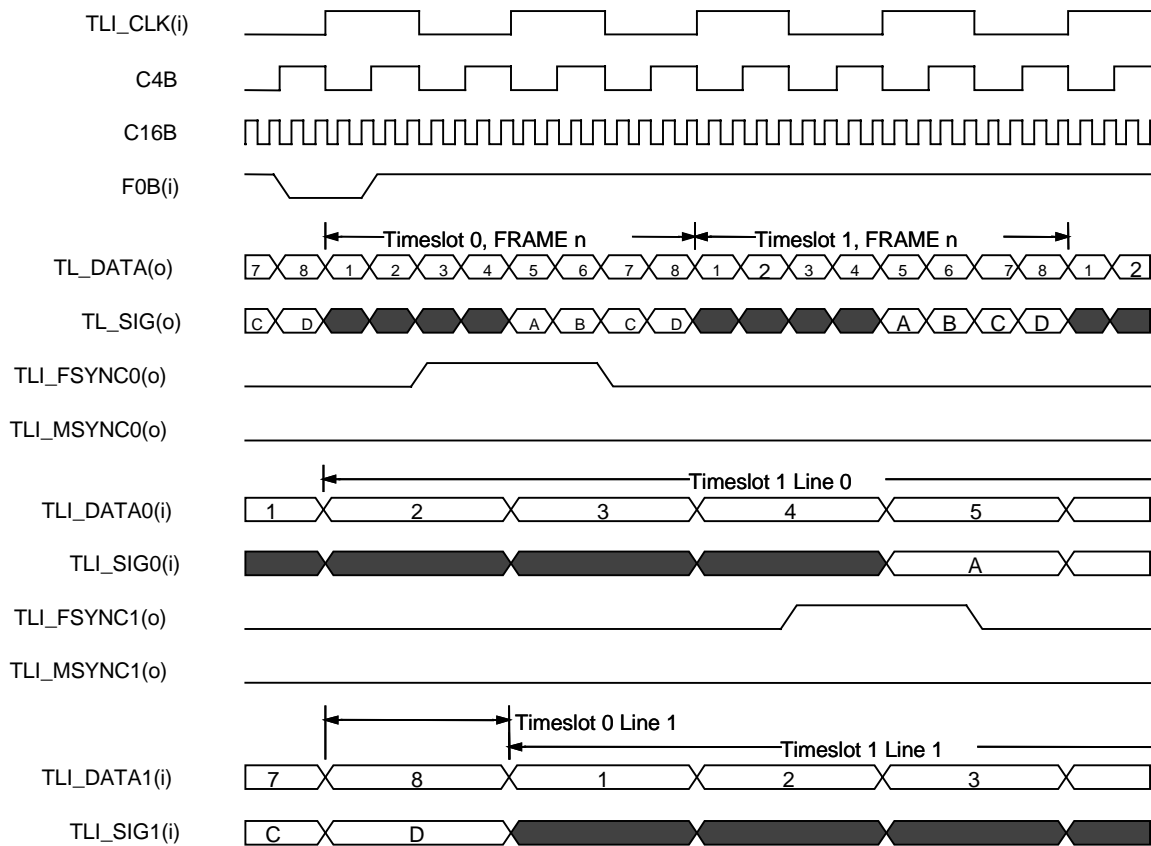 TLI_CLK(i)
C4B
C16B
F0B(i)
Timeslot 0, FRAME n Timeslot 1, FRAME n
TL_DATA(o) 7 8 1 2 3 4 5 6 7 8 1 2 3 4 5 6 7 8 1 2
TL_SIG(o) C D A B C D A B C D
TLI_FSYNC0(o)
TLI_MSYNC0(o)
Timeslot 1 Line 0
TLI_DATA0(i) 1 2 3 4 5
TLI_SIG0(i) A
TLI_FSYNC1(o)
TLI_MSYNC1(o)
Timeslot 0 Line 1
Timeslot 1 Line 1
TLI_DATA1(i) 7 8 1 2 3
TLI_SIG1(i) C D